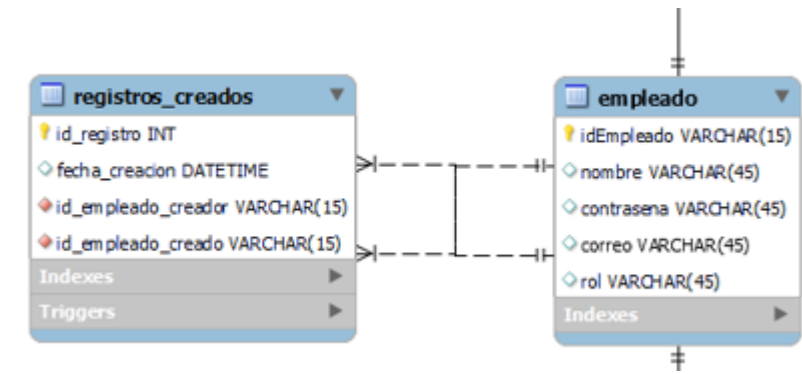 registros_creados
id_registro INT
fecha_creacion DATETIME
id_empleado_creador VARCHAR(15)
id_empleado_creado VARCHAR(15)
Indexes
Triggers
empleado
idEmpleado VARCHAR(15)
nombre VARCHAR(45)
contrasena VARCHAR(45)
correo VARCHAR(45)
rol VARCHAR(45)
Indexes